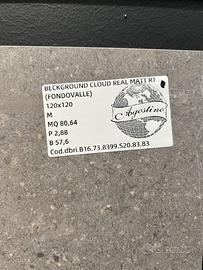 BECKGROUND CLOUD REAL MATT RT
(FONDOVALLE)
120x120
M
MQ 80,64
P 2,88
B 57,6
Cod.dbri.B16.73.8399.S20.83.83
Agostino